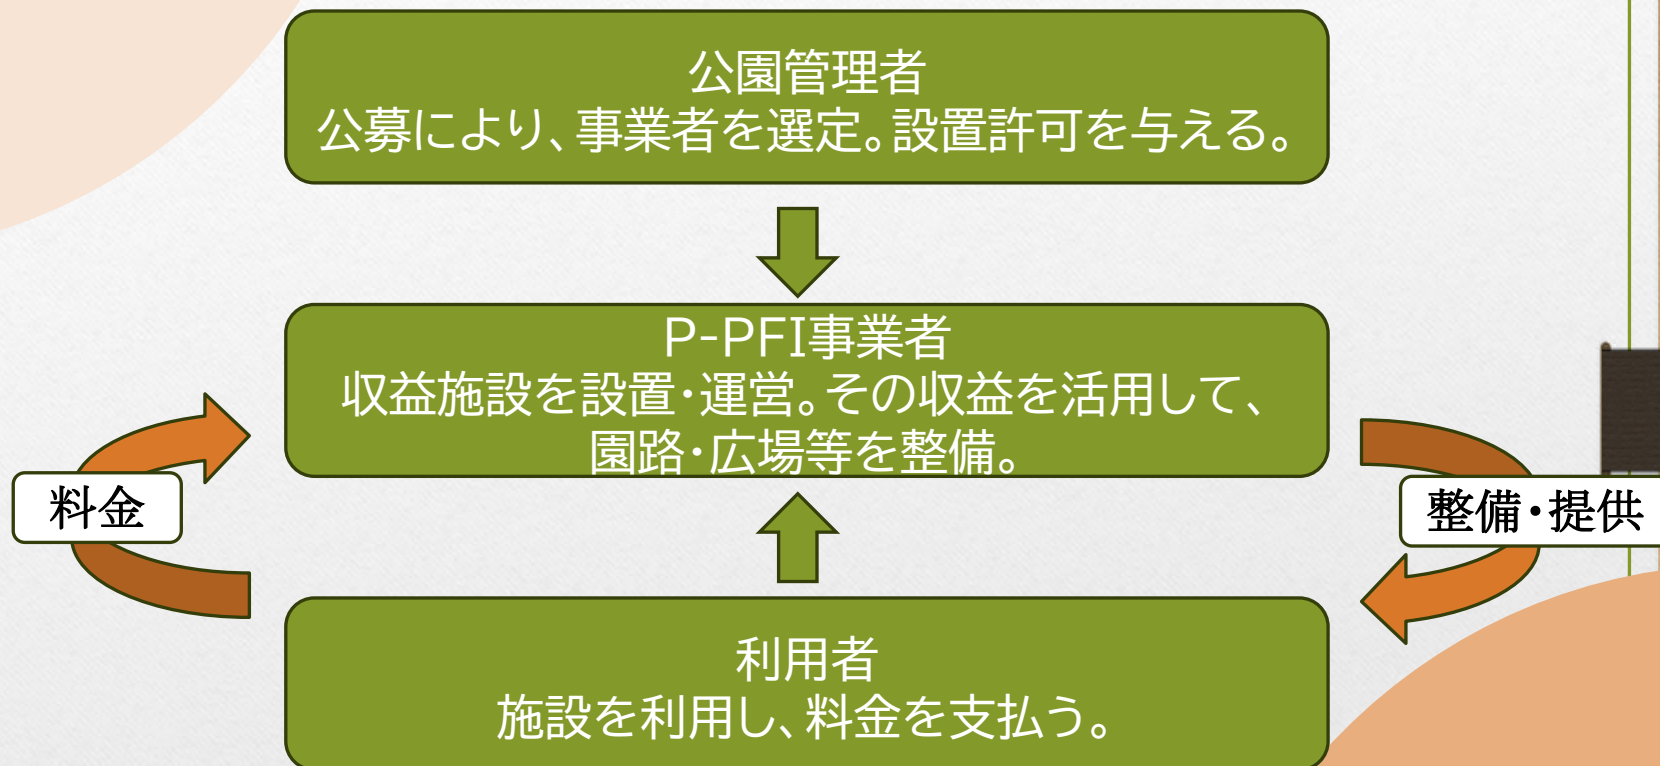 公園管理者
公募により、事業者を選定。設置許可を与える。
P-PFI事業者
収益施設を設置・運営。その収益を活用して、
園路・広場等を整備。
料金
整備・提供
利用者
施設を利用し、料金を支払う。